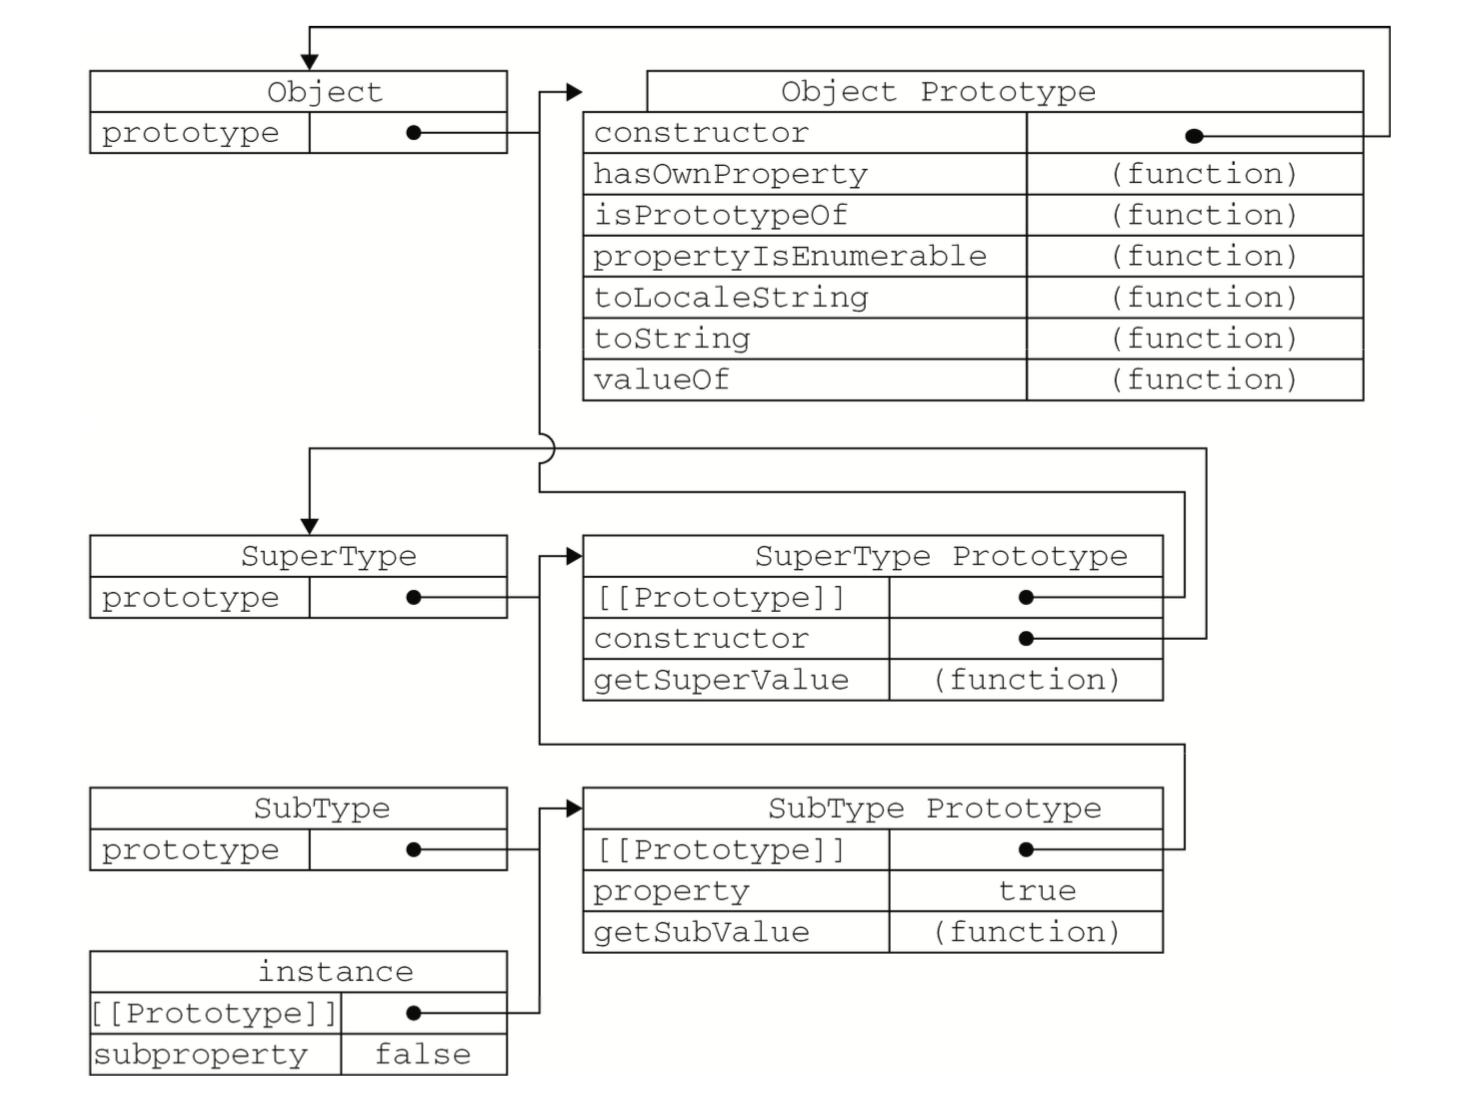 Object
prototype
Object Prototype
constructor
hasOwnProperty (function)
isPrototypeOf (function)
propertyIsEnumerable (function)
toLocaleString (function)
toString (function)
valueOf (function)
SuperType
prototype
SuperType Prototype
[[Prototype]]
constructor
getSuperValue (function)
SubType
prototype
SubType Prototype
[[Prototype]]
property true
getSubValue (function)
instance
[[Prototype]]
subproperty false